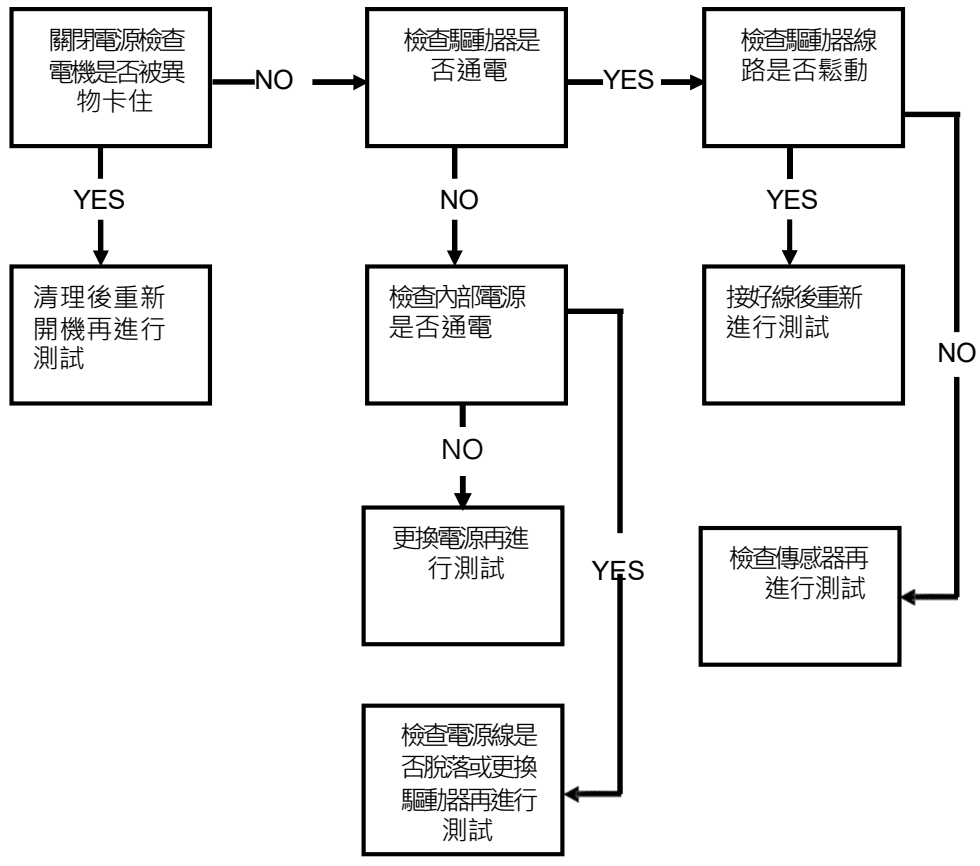 關閉電源檢查
電機是否被異
物卡住
NO
檢查驅動器是
否通電
YES
檢查驅動器線
路是否鬆動
YES
NO
YES
清理後重新
開機再進行
測試
檢查內部電源
是否通電
接好線後重新
進行測試
NO
NO
更換電源再進
行測試
YES
檢查傳感器再
進行測試
檢查電源線是
否脫落或更換
驅動器再進行
測試